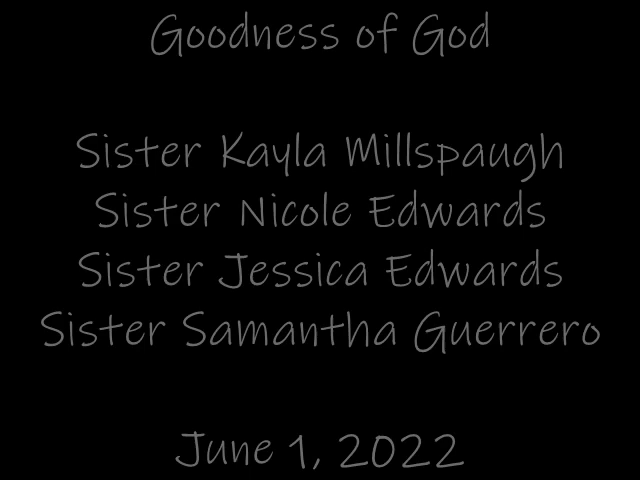 Goodness of God
Sister Kayla Millspaugh
Sister Nicole Edwards
Sister Jessica Edwards
Sister Samantha Guerrero
June 1, 2022